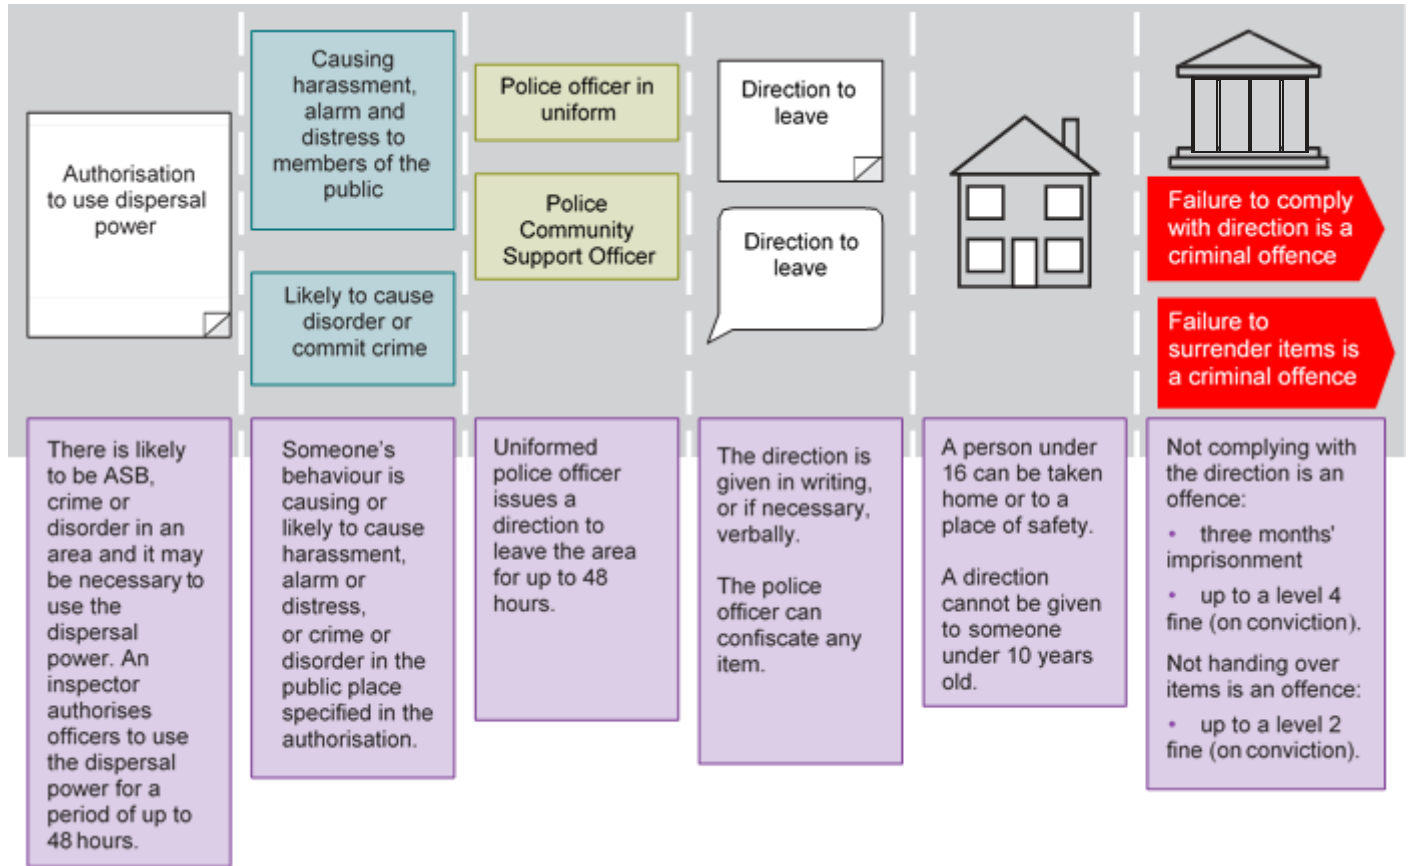 Authorisation
to use dispersal
power
There is likely
to be ASB,
crime or
disorder in an
area and it may
be necessary to
use the
dispersal
power. An
inspector
authorises
officers to use
the dispersal
power for a
period of up to
48 hours.
Causing
harassment,
alarm and
distress to
members of the
public
Likely to cause
disorder or
commit crime
Someone's
behaviour is
causing or
likely to cause
harassment,
alarm or
distress,
or crime or
disorder in the
public place
specified in the
authorisation.
Police officer in
uniform
Police
Community
Support Officer
Uniformed
police officer
issues a
direction to
leave the area
for up to 48
hours.
Direction to
leave
Direction to
leave
The direction is
given in writing,
or if necessary,
verbally.
The police
officer can
confiscate any
item.
A person under
16 can be taken
home or to a
place of safety.
A direction
cannot be given
to someone
under 10 years
old.
Failure to comply
with direction is a
criminal offence
Failure to
surrender items is
a criminal offence
Not complying with
the direction is an
offence:
• three months'
imprisonment
• up to a level 4
fine (on conviction).
Not handing over
items is an offence:
• up to a level 2
fine (on conviction).